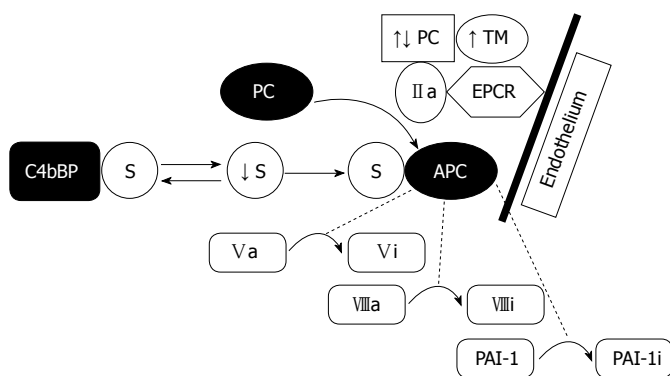 ↑↓ PC
↑ TM
Ⅱa
EPCR
Endothelium
PC
C4bBP
S
↓ S
S
APC
Ⅴa
Ⅴi
Ⅷa
Ⅷi
PAI-1
PAI-1i